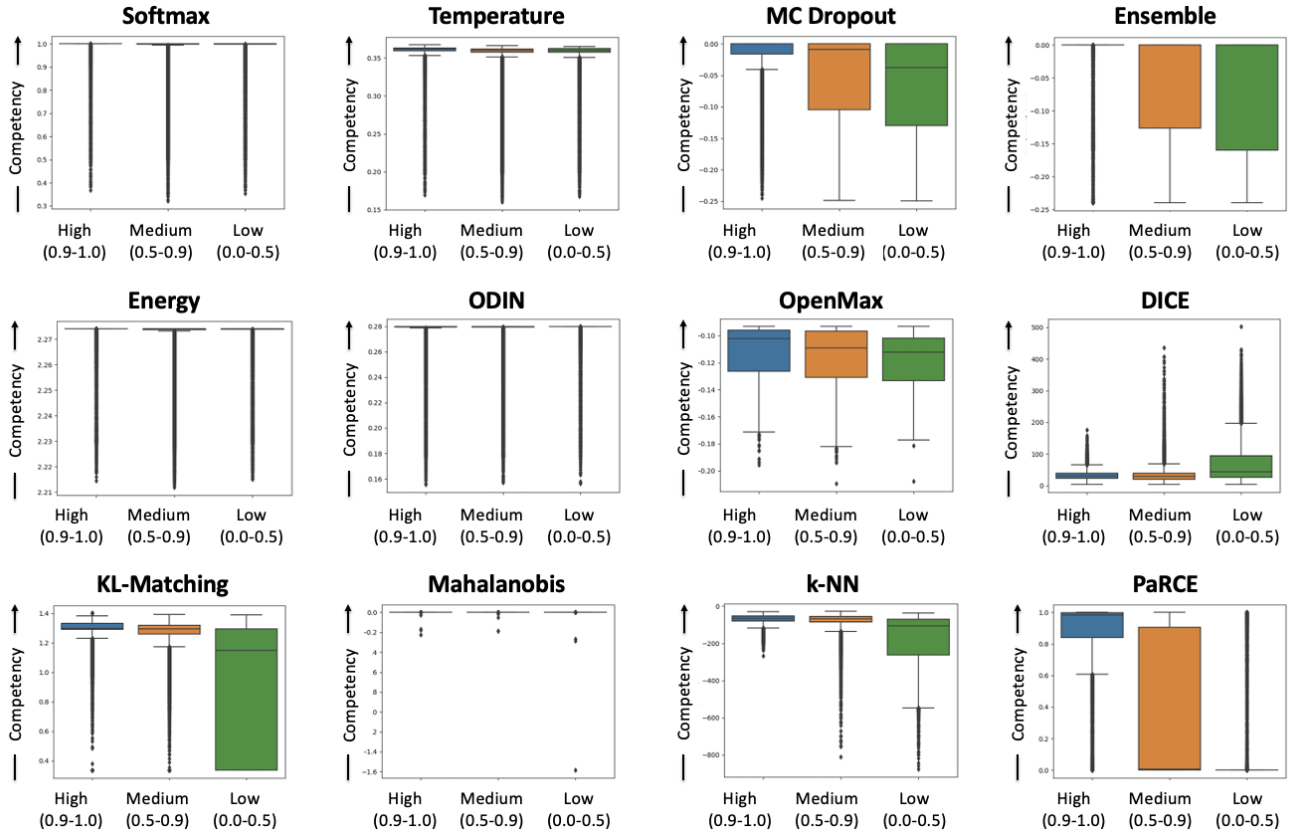 Softmax
Competency
1.0
0.9
0.8
0.7
0.6
0.5
0.4
0.3
High
(0.9-1.0)
Medium
(0.5-0.9)
Low
(0.0-0.5)
Temperature
Competency
0.35
0.30
0.25
0.20
0.15
High
(0.9-1.0)
Medium
(0.5-0.9)
Low
(0.0-0.5)
MC Dropout
Competency
0.00
−0.05
−0.10
−0.15
−0.20
−0.25
High
(0.9-1.0)
Medium
(0.5-0.9)
Low
(0.0-0.5)
Ensemble
Competency
0.00
−0.05
−0.10
−0.15
−0.20
−0.25
High
(0.9-1.0)
Medium
(0.5-0.9)
Low
(0.0-0.5)
Energy
Competency
2.27
2.26
2.25
2.24
2.23
2.22
2.21
High
(0.9-1.0)
Medium
(0.5-0.9)
Low
(0.0-0.5)
ODIN
Competency
0.28
0.26
0.24
0.22
0.20
0.28
0.16
High
(0.9-1.0)
Medium
(0.5-0.9)
Low
(0.0-0.5)
OpenMax
Competency
−0.10
−0.12
−0.14
−0.16
−0.18
−0.20
High
(0.9-1.0)
Medium
(0.5-0.9)
Low
(0.0-0.5)
DICE
Competency
500
400
300
200
100
0
High
(0.9-1.0)
Medium
(0.5-0.9)
Low
(0.0-0.5)
KL-Matching
Competency
1.4
1.2
1.0
0.8
0.6
0.4
High
(0.9-1.0)
Medium
(0.5-0.9)
Low
(0.0-0.5)
Mahalanobis
Competency
0.0
−0.2
4
6
8
0
2
−1.4
−1.6
High
(0.9-1.0)
Medium
(0.5-0.9)
Low
(0.0-0.5)
k-NN
Competency
0
−200
−400
−600
−800
High
(0.9-1.0)
Medium
(0.5-0.9)
Low
(0.0-0.5)
PaRCE
Competency
1.0
0.8
0.6
0.4
0.2
0.0
High
(0.9-1.0)
Medium
(0.5-0.9)
Low
(0.0-0.5)